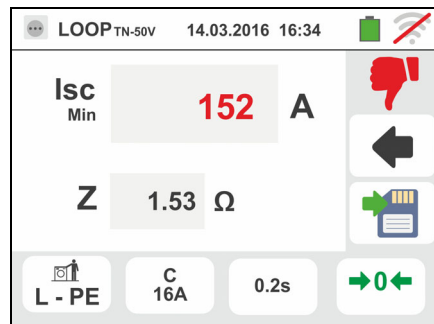 LOOP TN-50V 14.03.2016 16:34
Isc
Min
152 A
Z 1.53 Ω
L - PE
C
16A
0.2s
→0←